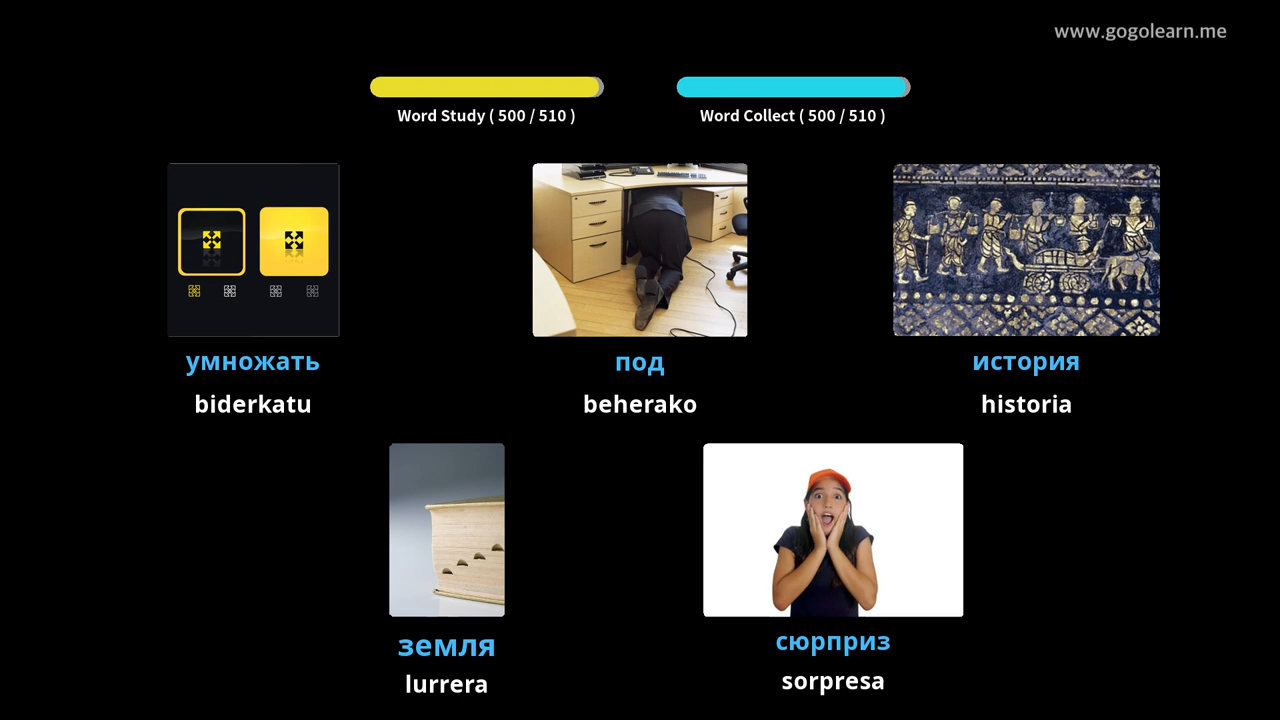 www.gogolearn.me
Word Study ( 500 / 510 )
Word Collect ( 500 / 510 )
умножать
biderkatu
под
beherako
история
historia
земля
lurrera
сюрприз
sorpresa